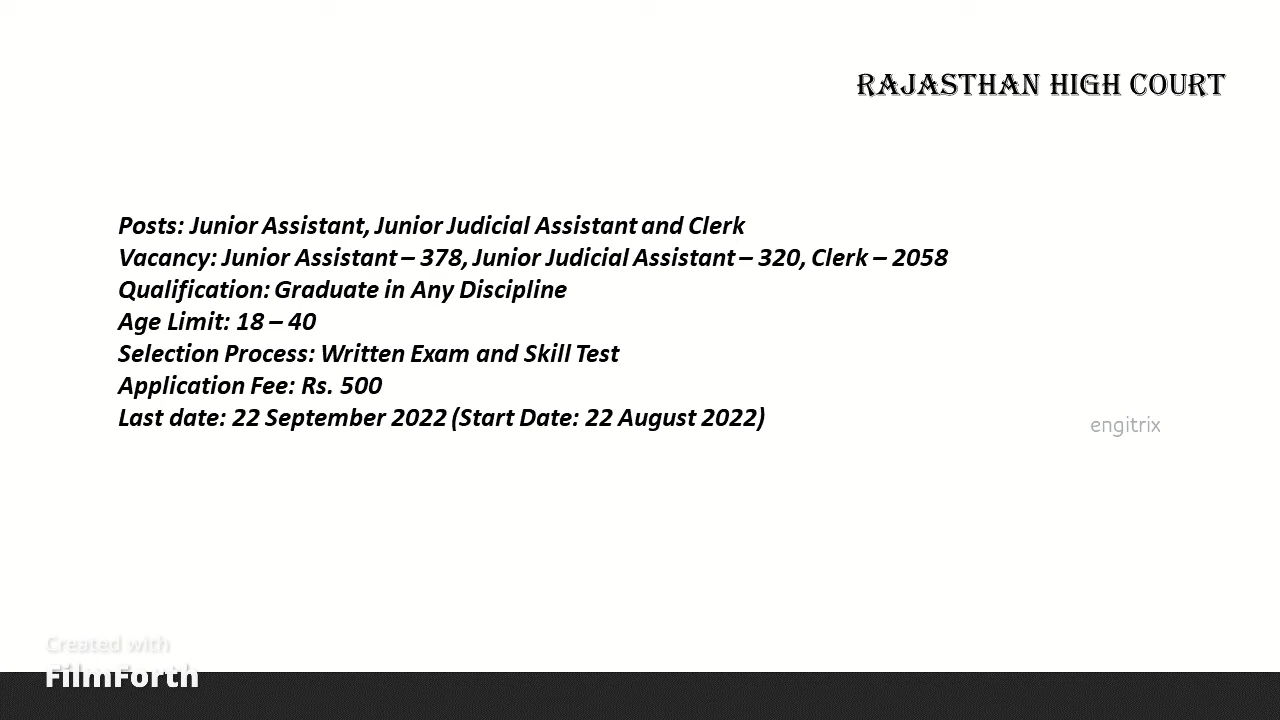 RAJASTHAN HIGH COURT
Posts: Junior Assistant, Junior Judicial Assistant and Clerk
Vacancy: Junior Assistant – 378, Junior Judicial Assistant – 320, Clerk – 2058
Qualification: Graduate in Any Discipline
Age Limit: 18 – 40
Selection Process: Written Exam and Skill Test
Application Fee: Rs. 500
Last date: 22 September 2022 (Start Date: 22 August 2022)
engitrix
Created with
FilmForth